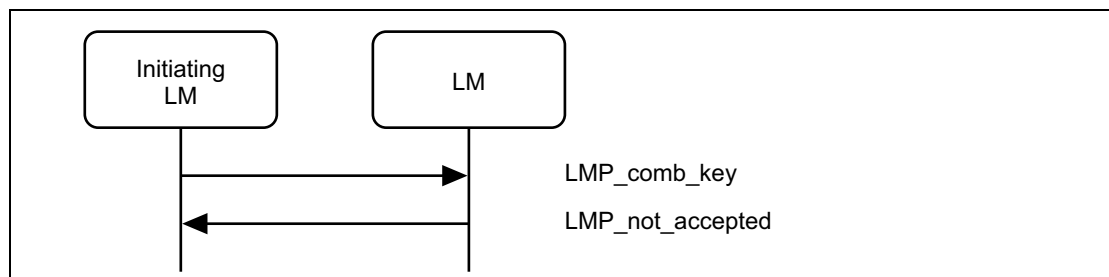 Initiating
LM
LM
LMP_comb_key
LMP_not_accepted